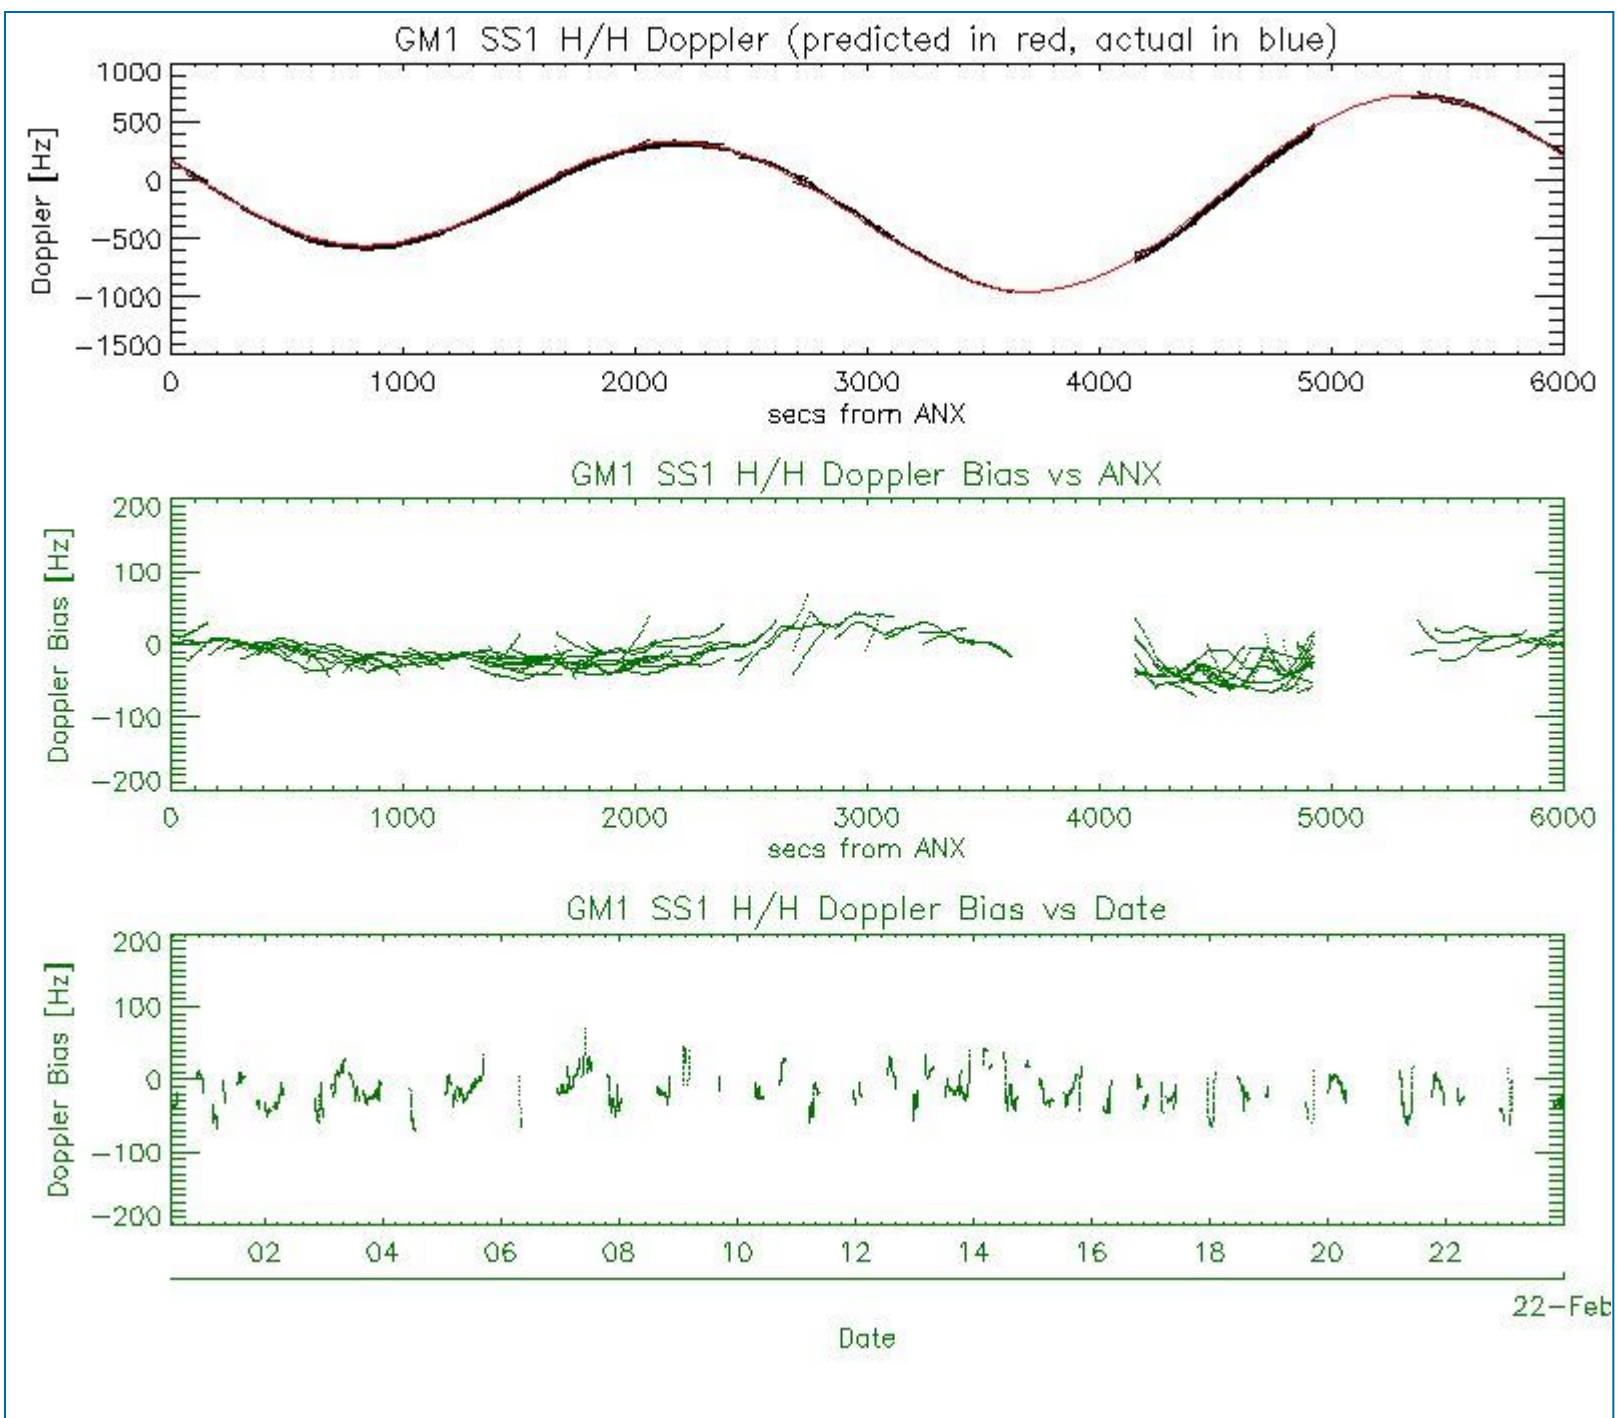 GM1 SS1 H/H Doppler (predicted in red, actual in blue)
Doppler [Hz]
1000
500
0
−500
−1000
−1500
0 1000 2000 3000 4000 5000 6000
secs from ANX
GM1 SS1 H/H Doppler Bias vs ANX
Doppler Bias [Hz]
200
100
0
−100
−200
0 1000 2000 3000 4000 5000 6000
secs from ANX
GM1 SS1 H/H Doppler Bias vs Date
Doppler Bias [Hz]
200
100
0
−100
−200
02 04 06 08 10 12 14 16 18 20 22
22−Feb
Date